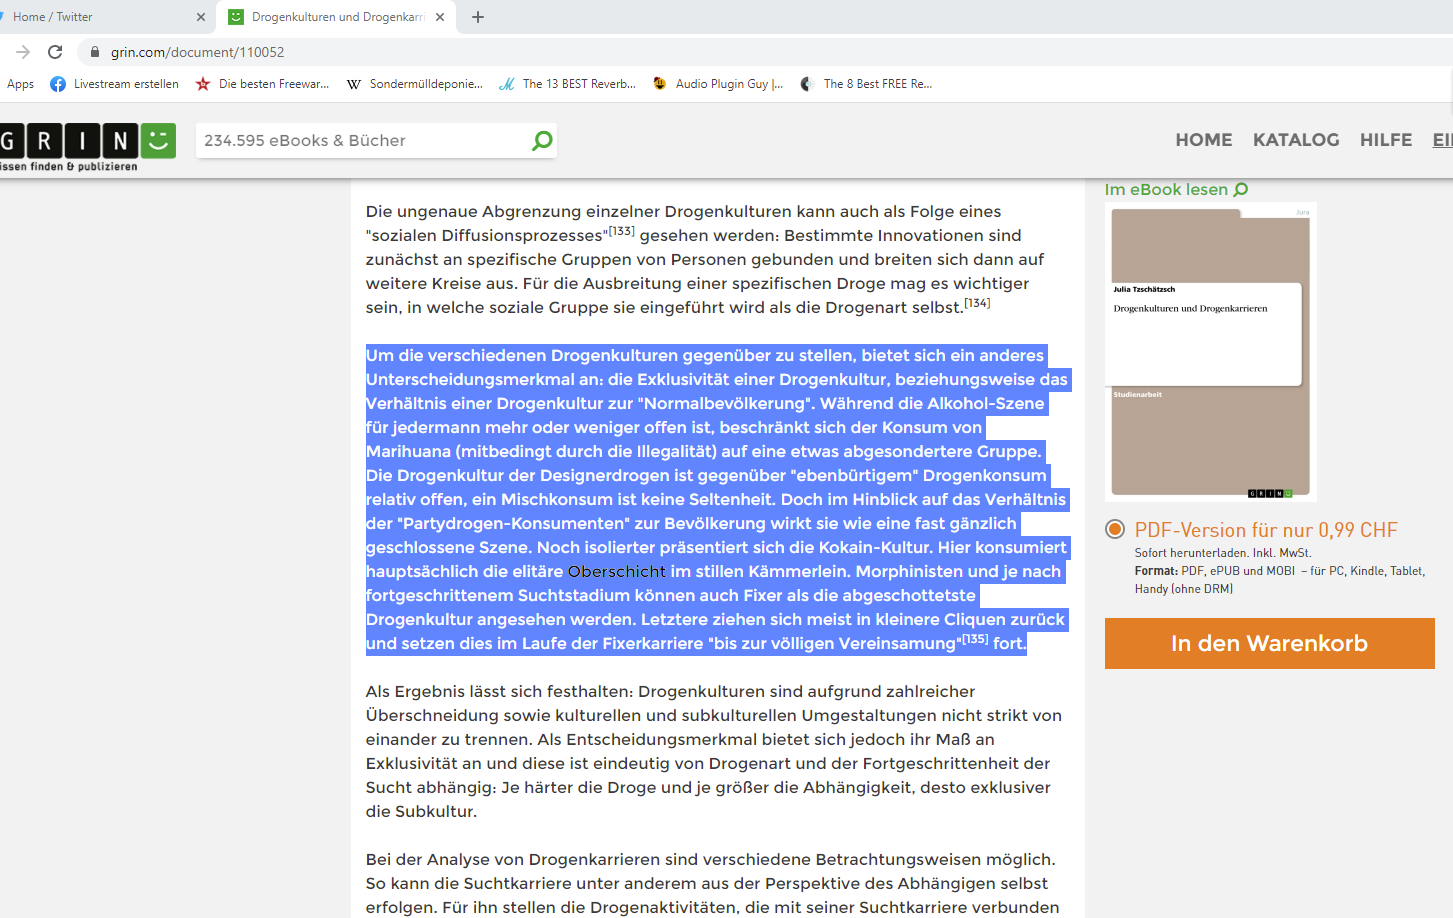 Home / Twitter
Drogenkulturen und Drogenkarri
grin.com/document/110052
Apps
Livestream erstellen
Die besten Freewar...
Sondermülldeponie...
The 13 BEST Reverb...
Audio Plugin Guy |...
The 8 Best FREE Re...
GRIN
issen finden & publizieren
234.595 eBooks & Bücher
HOME
KATALOG
HILFE
EI
Die ungenaue Abgrenzung einzelner Drogenkulturen kann auch als Folge eines
"sozialen Diffusionsprozesses"[133] gesehen werden: Bestimmte Innovationen sind
zunächst an spezifische Gruppen von Personen gebunden und breiten sich dann auf
weitere Kreise aus. Für die Ausbreitung einer spezifischen Droge mag es wichtiger
sein, in welche soziale Gruppe sie eingeführt wird als die Drogenart selbst.[134]
Um die verschiedenen Drogenkulturen gegenüber zu stellen, bietet sich ein anderes
Unterscheidungsmerkmal an: die Exklusivität einer Drogenkultur, beziehungsweise das
Verhältnis einer Drogenkultur zur "Normalbevölkerung". Während die Alkohol-Szene
für jedermann mehr oder weniger offen ist, beschränkt sich der Konsum von
Marihuana (mitbedingt durch die Illegalität) auf eine etwas abgesondertere Gruppe.
Die Drogenkultur der Designerdrogen ist gegenüber "ebenbürtigem" Drogenkonsum
relativ offen, ein Mischkonsum ist keine Seltenheit. Doch im Hinblick auf das Verhältnis
der "Partydrogen-Konsumenten" zur Bevölkerung wirkt sie wie eine fast gänzlich
geschlossene Szene. Noch isolierter präsentiert sich die Kokain-Kultur. Hier konsumiert
hauptsächlich die elitäre Oberschicht im stillen Kämmerlein. Morphinisten und je nach
fortgeschrittenem Suchtstadium können auch Fixer als die abgeschottetste
Drogenkultur angesehen werden. Letztere ziehen sich meist in kleinere Cliquen zurück
und setzen dies im Laufe der Fixerkarriere "bis zur völligen Vereinsamung"[135] fort.
Als Ergebnis lässt sich festhalten: Drogenkulturen sind aufgrund zahlreicher
Überschneidung sowie kulturellen und subkulturellen Umgestaltungen nicht strikt von
einander zu trennen. Als Entscheidungsmerkmal bietet sich jedoch ihr Maß an
Exklusivität an und diese ist eindeutig von Drogenart und der Fortgeschrittenheit der
Sucht abhängig: Je härter die Droge und je größer die Abhängigkeit, desto exklusiver
die Subkultur.
Bei der Analyse von Drogenkarrieren sind verschiedene Betrachtungsweisen möglich.
So kann die Suchtkarriere unter anderem aus der Perspektive des Abhängigen selbst
erfolgen. Für ihn stellen die Drogenaktivitäten, die mit seiner Suchtkarriere verbunden
Im eBook lesen
Jura
Julia Tzschätzsch
Drogenkulturen und Drogenkarrieren
Studienarbeit
GRIN
PDF-Version für nur 0,99 CHF
Sofort herunterladen. Inkl. MwSt.
Format: PDF, ePUB und MOBI – für PC, Kindle, Tablet,
Handy (ohne DRM)
In den Warenkorb